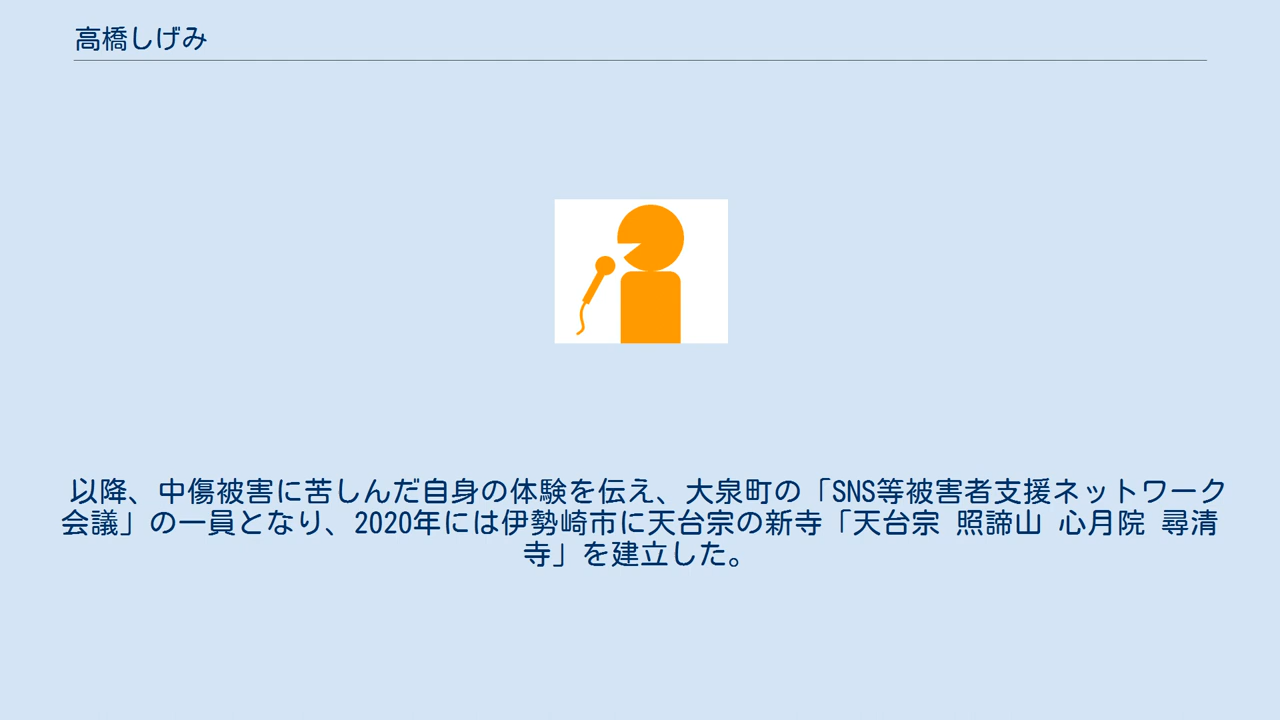 高橋しげみ
以降、中傷被害に苦しんだ自身の体験を伝え、大泉町の「SNS等被害者支援ネットワーク
会議」の一員となり、2020年には伊勢崎市に天台宗の新寺「天台宗 照諦山 心月院 尋清
寺」を建立した。